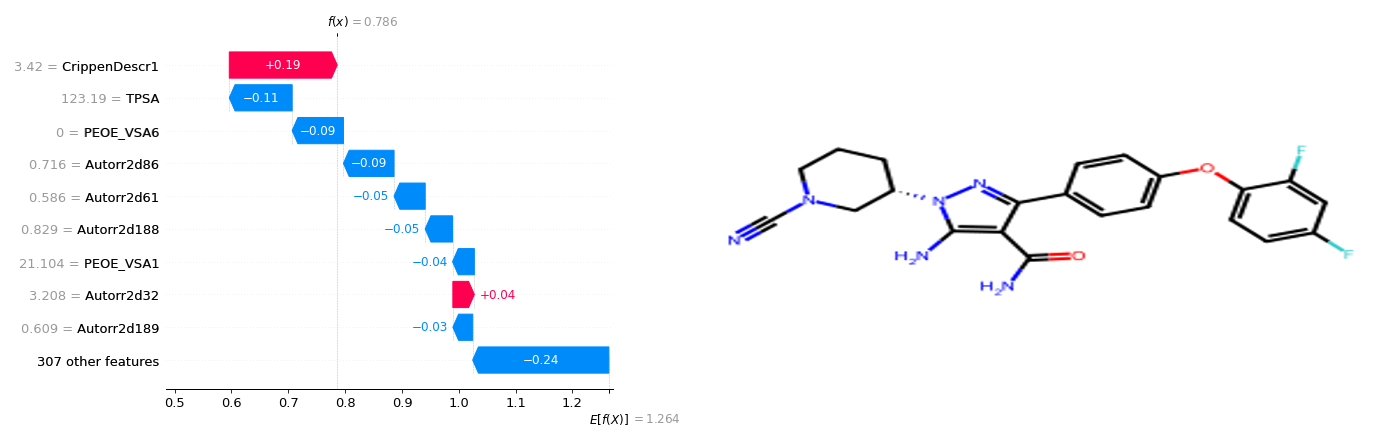 f(x) = 0.786
3.42 = CrippenDescr1
+0.19
123.19 = TPSA
−0.11
0 = PEOE_VSA6
−0.09
0.716 = Autorr2d86
−0.09
0.586 = Autorr2d61
−0.05
0.829 = Autorr2d188
−0.05
21.104 = PEOE_VSA1
−0.04
3.208 = Autorr2d32
+0.04
0.609 = Autorr2d189
−0.03
307 other features
−0.24
0.5 0.6 0.7 0.8 0.9 1.0 1.1 1.2
E[f(X)] = 1.264
N
N
N
N
H₂N
H₂N
O
O
F
F